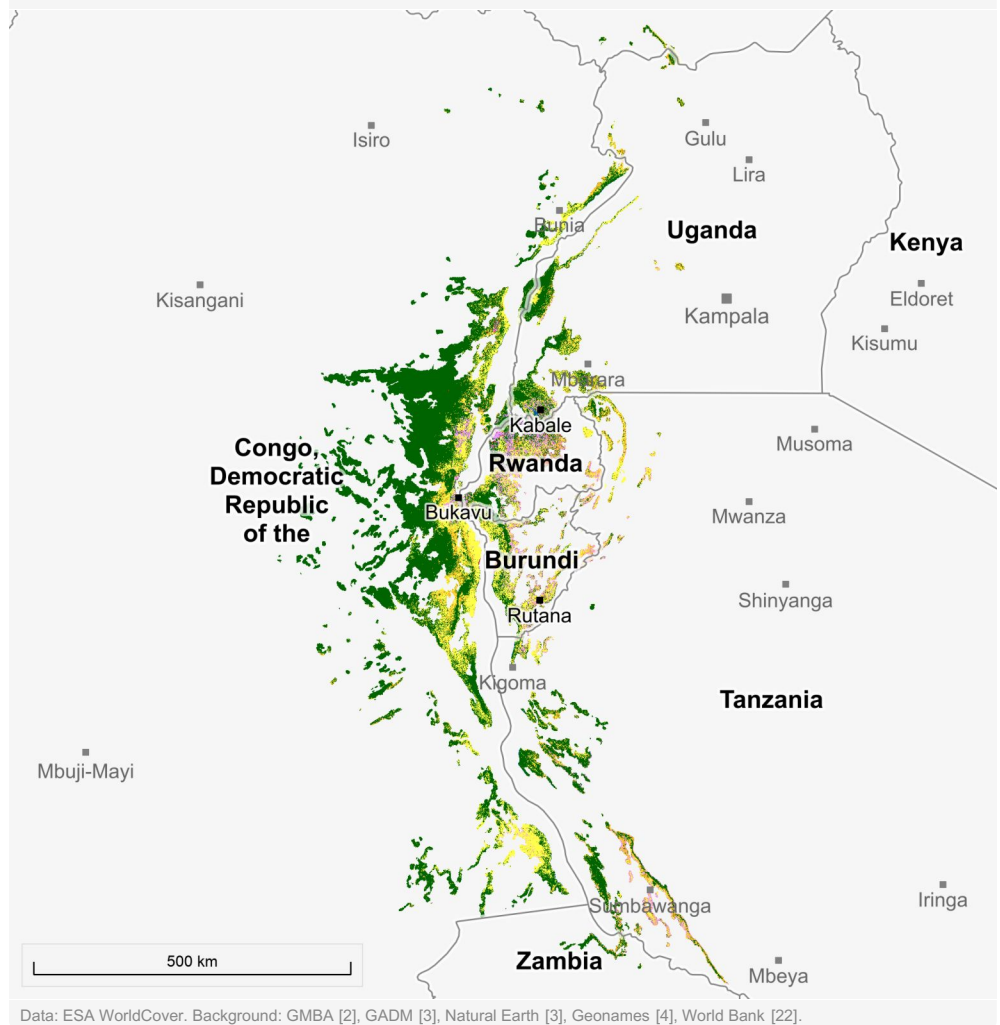 Isiro
Gulu
Lira
Bunia
Uganda
Kenya
Kisangani
Eldoret
Kampala
Kisumu
Mbarara
Kabale
Musoma
Congo,
Democratic
Republic
of the
Rwanda
Bukavu
Mwanza
Burundi
Shinyanga
Rutana
Kigoma
Tanzania
Mbuji-Mayi
Sumbawanga
Iringa
500 km
Zambia
Mbeya
Data: ESA WorldCover. Background: GMBA [2], GADM [3], Natural Earth [3], Geonames [4], World Bank [22].